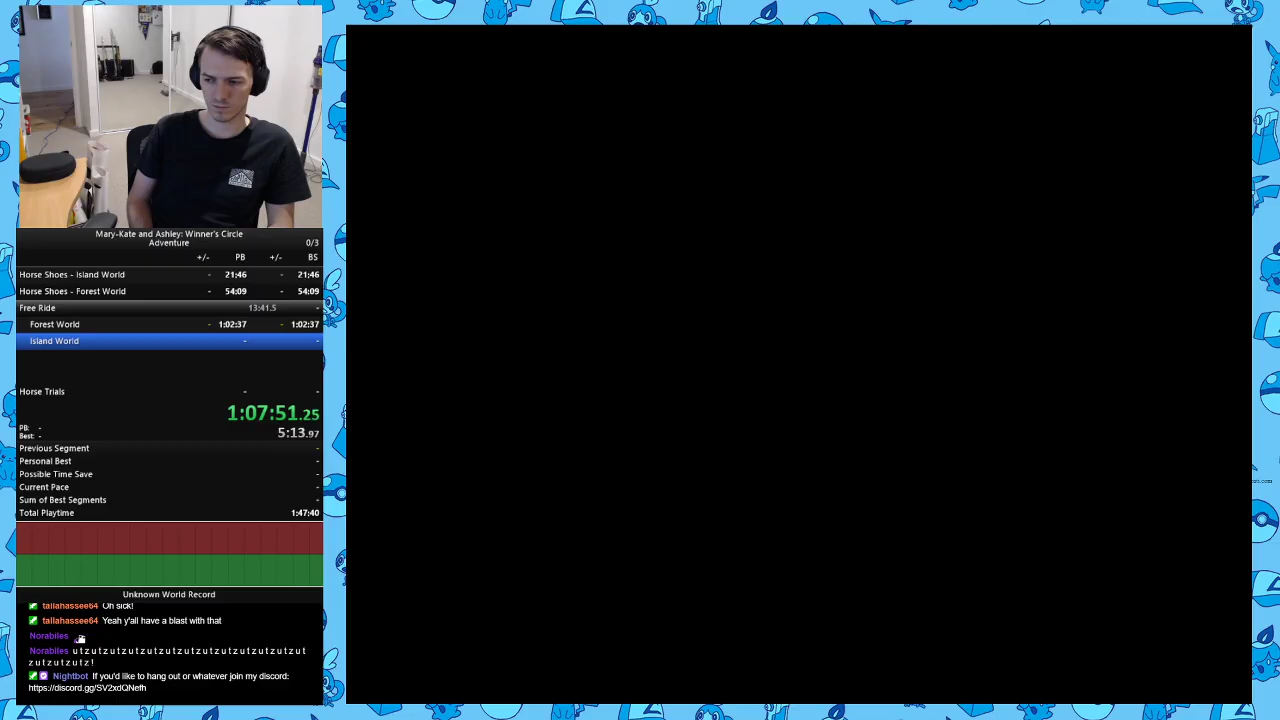 Mary-Kate and Ashley: Winner's Circle
Adventure 0/3
+/- PB +/- BS
Horse Shoes - Island World - 21:46 - 21:46
Horse Shoes - Forest World - 54:09 - 54:09
Free Ride 13:41.5 -
Forest World - 1:02:37 - 1:02:37
Island World - -
Horse Trials - -
1:07:51.25
PB: -
Best: -
5:13.97
Previous Segment -
Personal Best -
Possible Time Save -
Current Pace -
Sum of Best Segments -
Total Playtime 1:47:40
Unknown World Record
tallahassee64 Oh sick!
tallahassee64 Yeah y'all have a blast with that
Norabiles
Norabiles u t z u t z u t z u t z u t z u t z u t z u t z u t z u t z u t z u t
z u t z u t z u t z !
Nightbot If you'd like to hang out or whatever join my discord:
https://discord.gg/SV2xdQNefh